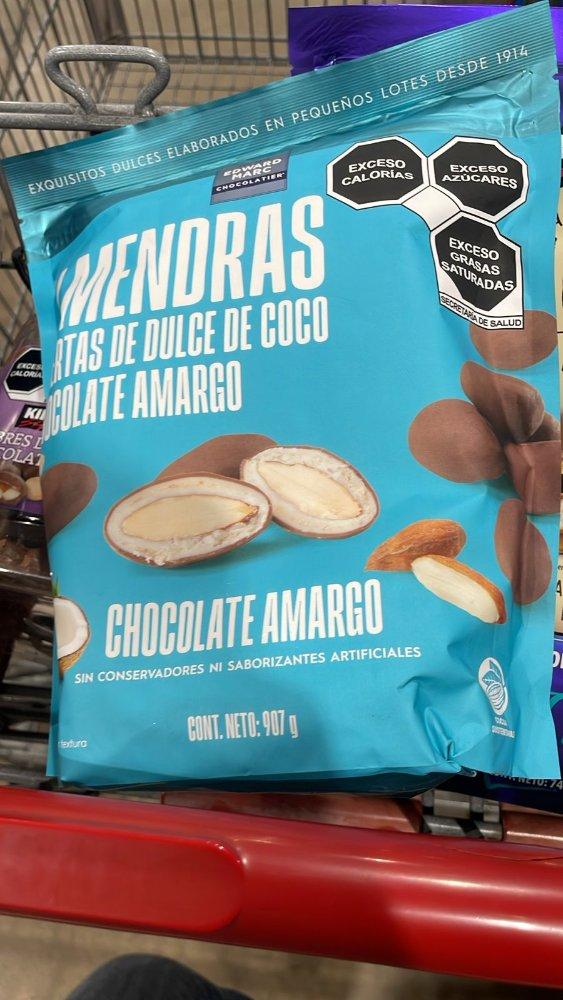 EXQUISITOS DULCES ELABORADOS EN PEQUEÑOS LOTES DESDE 1914
EDWARD
MARC
CHOCOLATIER
EXCESO
CALORÍAS
EXCESO
AZÚCARES
EXCESO
GRASAS
SATURADAS
SECRETARÍA DE SALUD
MENDRAS
RTAS DE DULCE DE COCO
OCOLATE AMARGO
CHOCOLATE AMARGO
SIN CONSERVADORES NI SABORIZANTES ARTIFICIALES
CONT. NETO: 907 g
textura